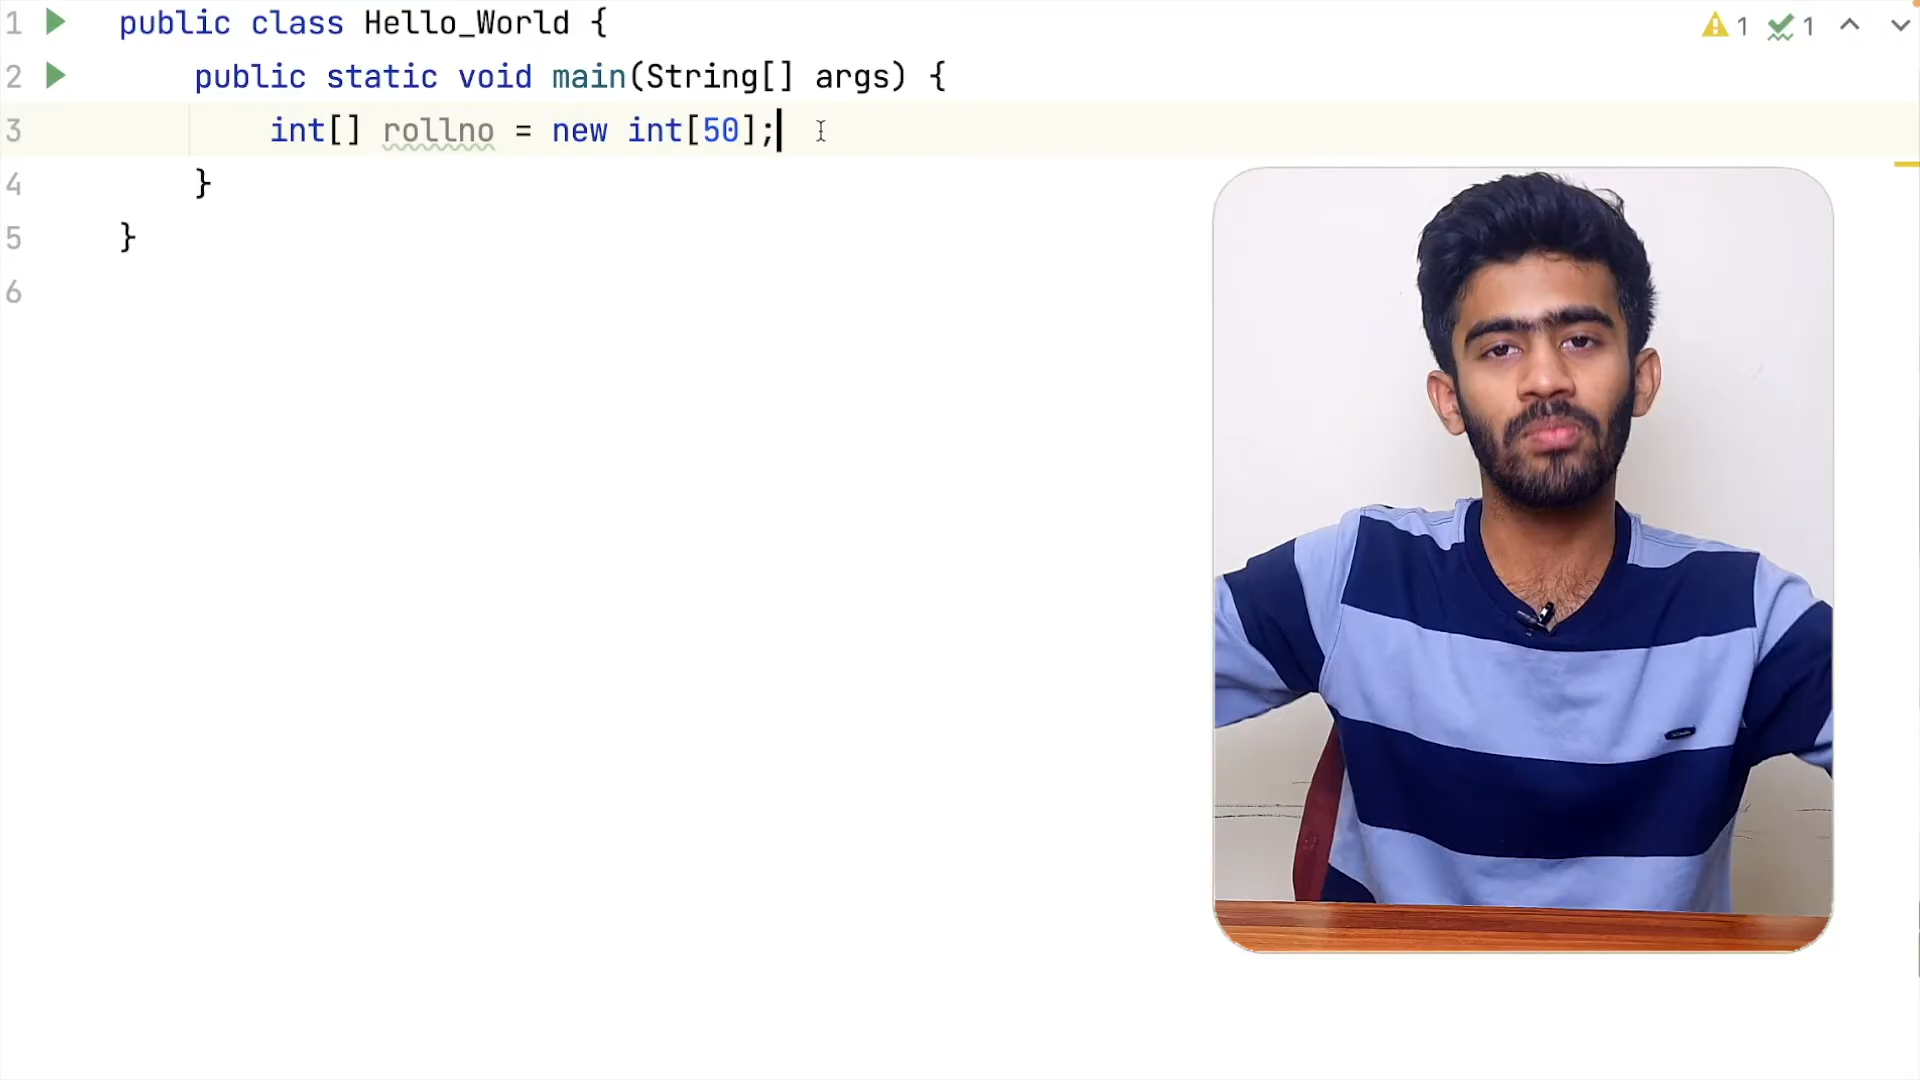 1 public class Hello_World {
2 public static void main(String[] args) {
3 int[] rollno = new int[50];
4 }
5 }
6
1 1